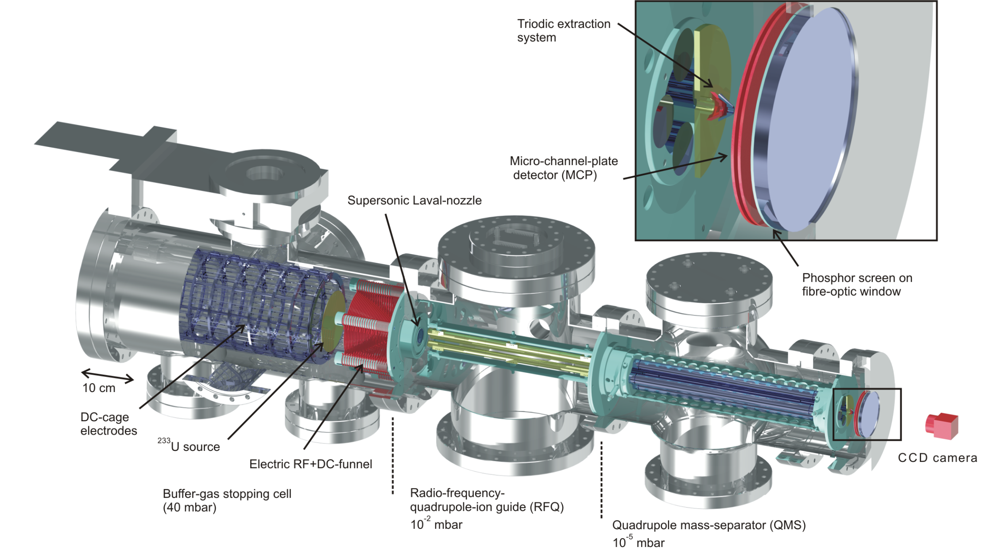 Triodic extraction
system
Micro-channel-plate
detector (MCP)
Supersonic Laval-nozzle
Phosphor screen on
fibre-optic window
10 cm
DC-cage
electrodes
²³³U source
Electric RF+DC-funnel
CCD camera
Buffer-gas stopping cell
(40 mbar)
Radio-frequency-
quadrupole-ion guide (RFQ)
10⁻² mbar
Quadrupole mass-separator (QMS)
10⁻⁵ mbar